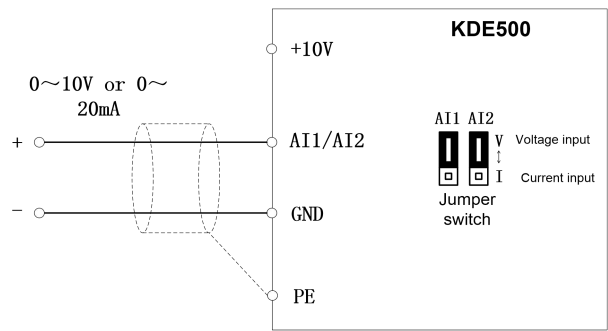 KDE500
+10V
0～10V or 0～
20mA
AI1 AI2
+
AI1/AI2
V
Voltage input
↕
I
Current input
Jumper
switch
−
GND
PE